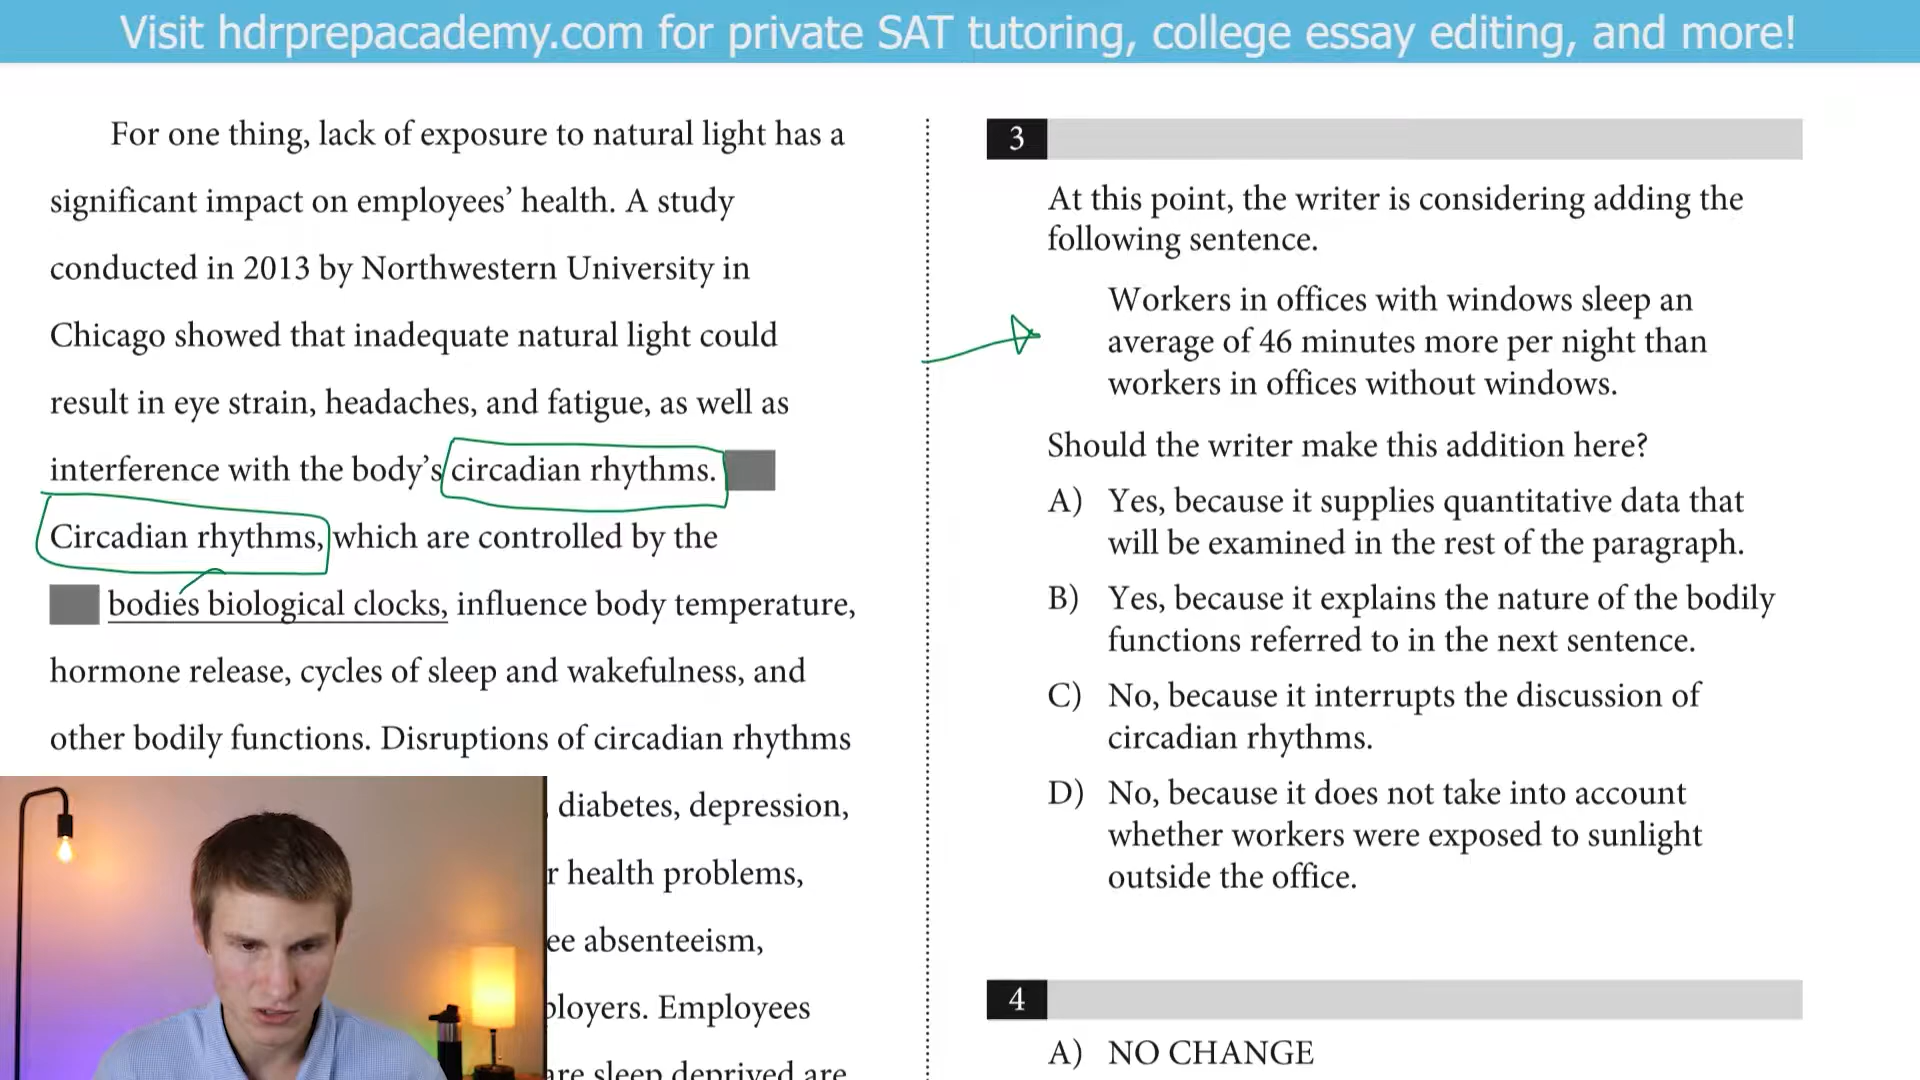 Visit hdrprepacademy.com for private SAT tutoring, college essay editing, and more!
For one thing, lack of exposure to natural light has a
significant impact on employees’ health. A study
conducted in 2013 by Northwestern University in
Chicago showed that inadequate natural light could
result in eye strain, headaches, and fatigue, as well as
interference with the body’s circadian rhythms.
Circadian rhythms, which are controlled by the
bodies biological clocks, influence body temperature,
hormone release, cycles of sleep and wakefulness, and
other bodily functions. Disruptions of circadian rhythms
diabetes, depression,
health problems,
absenteeism,
Employees
are sleep deprived are
3
At this point, the writer is considering adding the
following sentence.
Workers in offices with windows sleep an
average of 46 minutes more per night than
workers in offices without windows.
Should the writer make this addition here?
A) Yes, because it supplies quantitative data that
will be examined in the rest of the paragraph.
B) Yes, because it explains the nature of the bodily
functions referred to in the next sentence.
C) No, because it interrupts the discussion of
circadian rhythms.
D) No, because it does not take into account
whether workers were exposed to sunlight
outside the office.
4
A) NO CHANGE